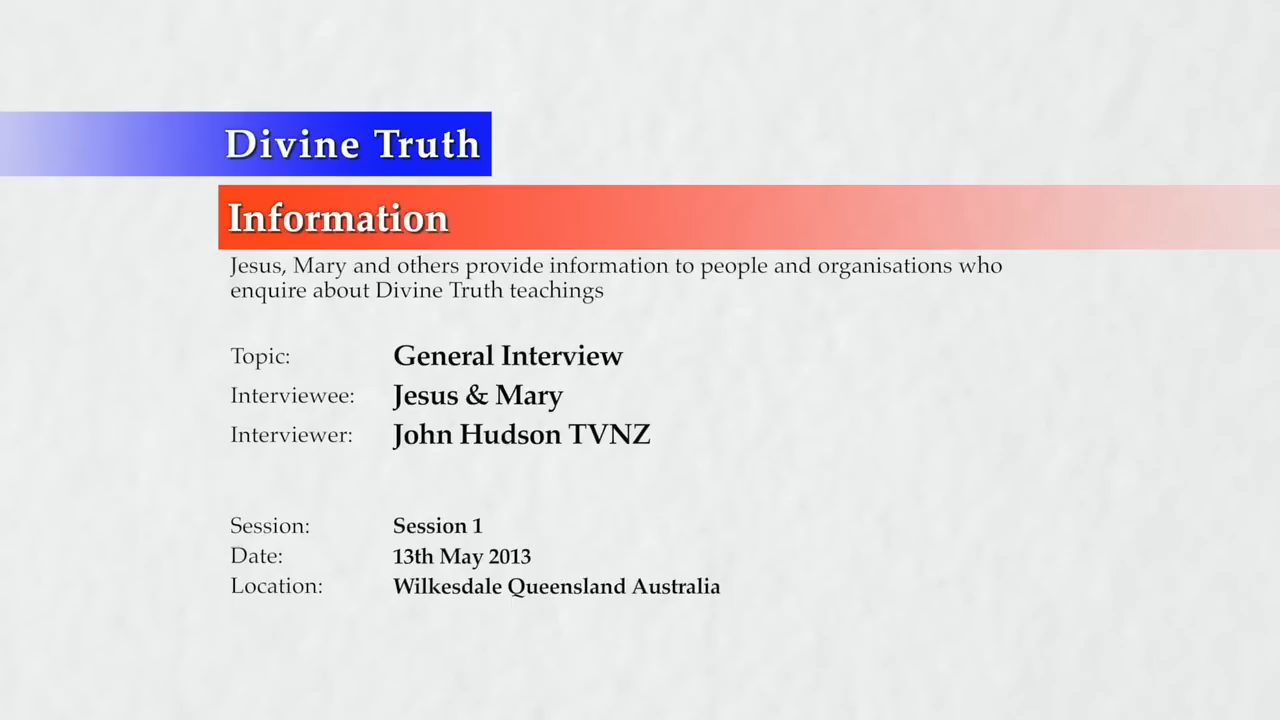 Divine Truth
Information
Jesus, Mary and others provide information to people and organisations who
enquire about Divine Truth teachings
Topic: General Interview
Interviewee: Jesus & Mary
Interviewer: John Hudson TVNZ
Session: Session 1
Date: 13th May 2013
Location: Wilkesdale Queensland Australia